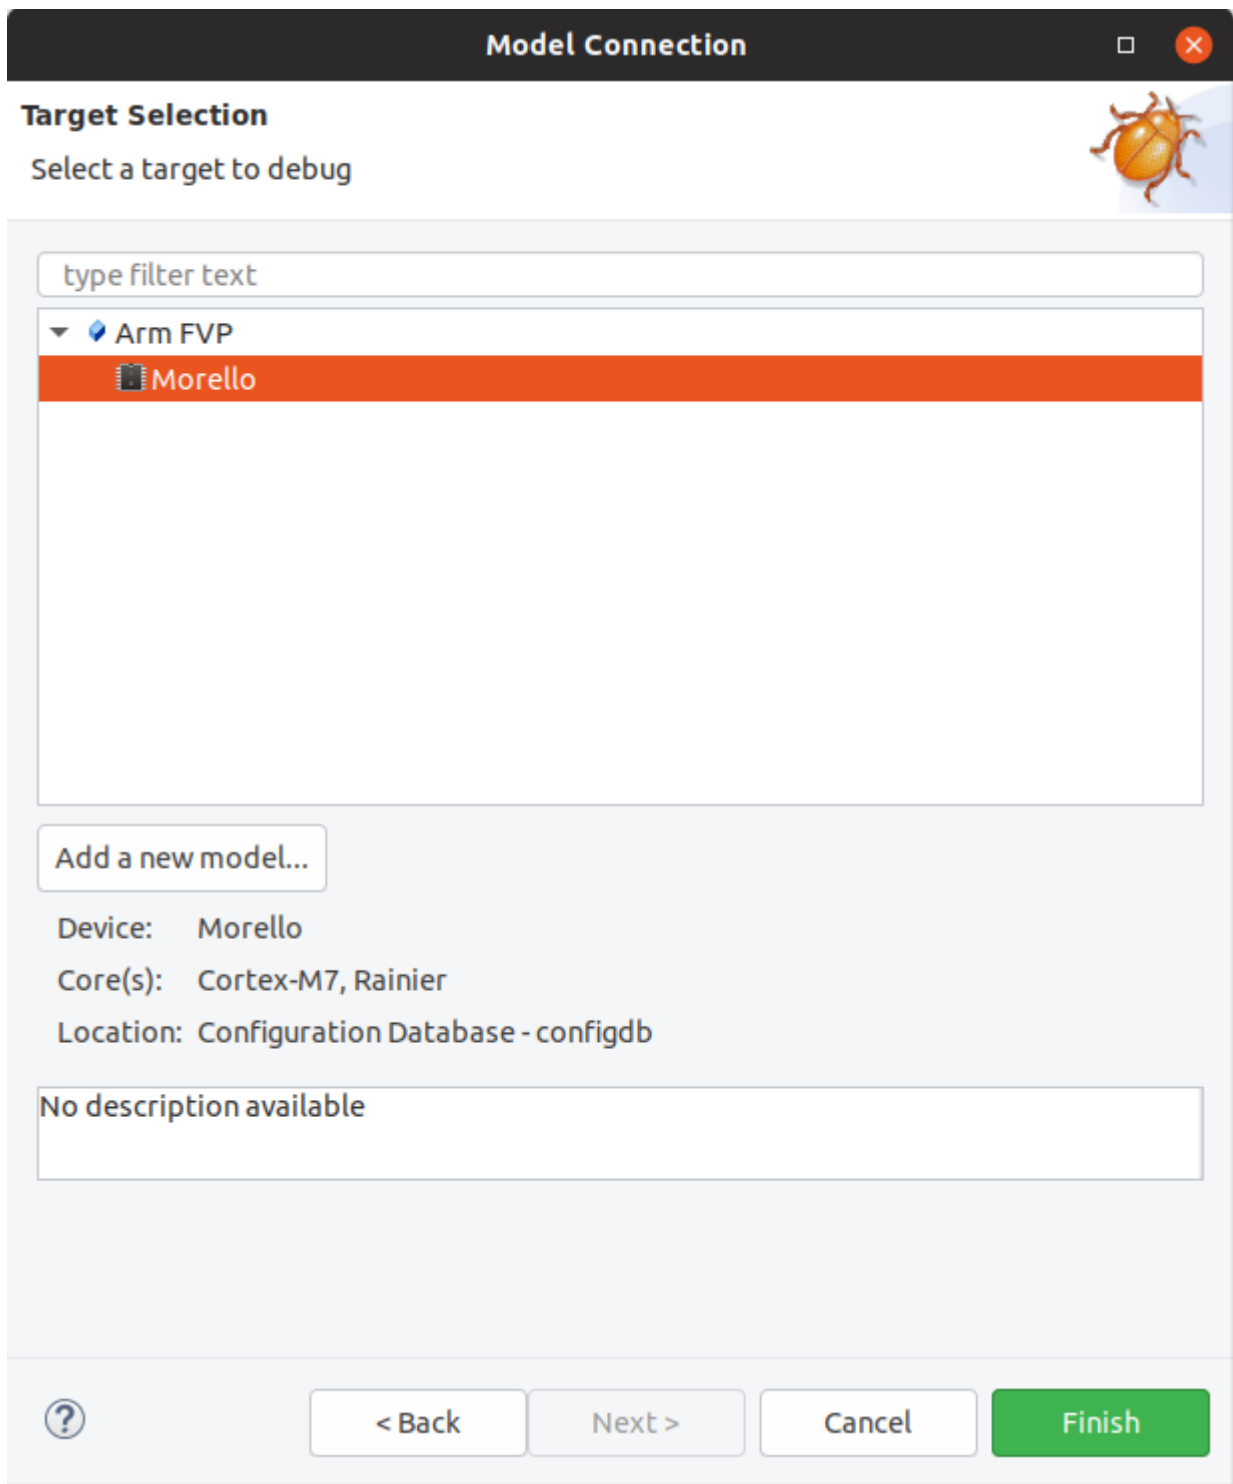 Model Connection
Target Selection
Select a target to debug
type filter text
Arm FVP
Morello
Add a new model...
Device: Morello
Core(s): Cortex-M7, Rainier
Location: Configuration Database - configdb
No description available
? < Back Next > Cancel Finish